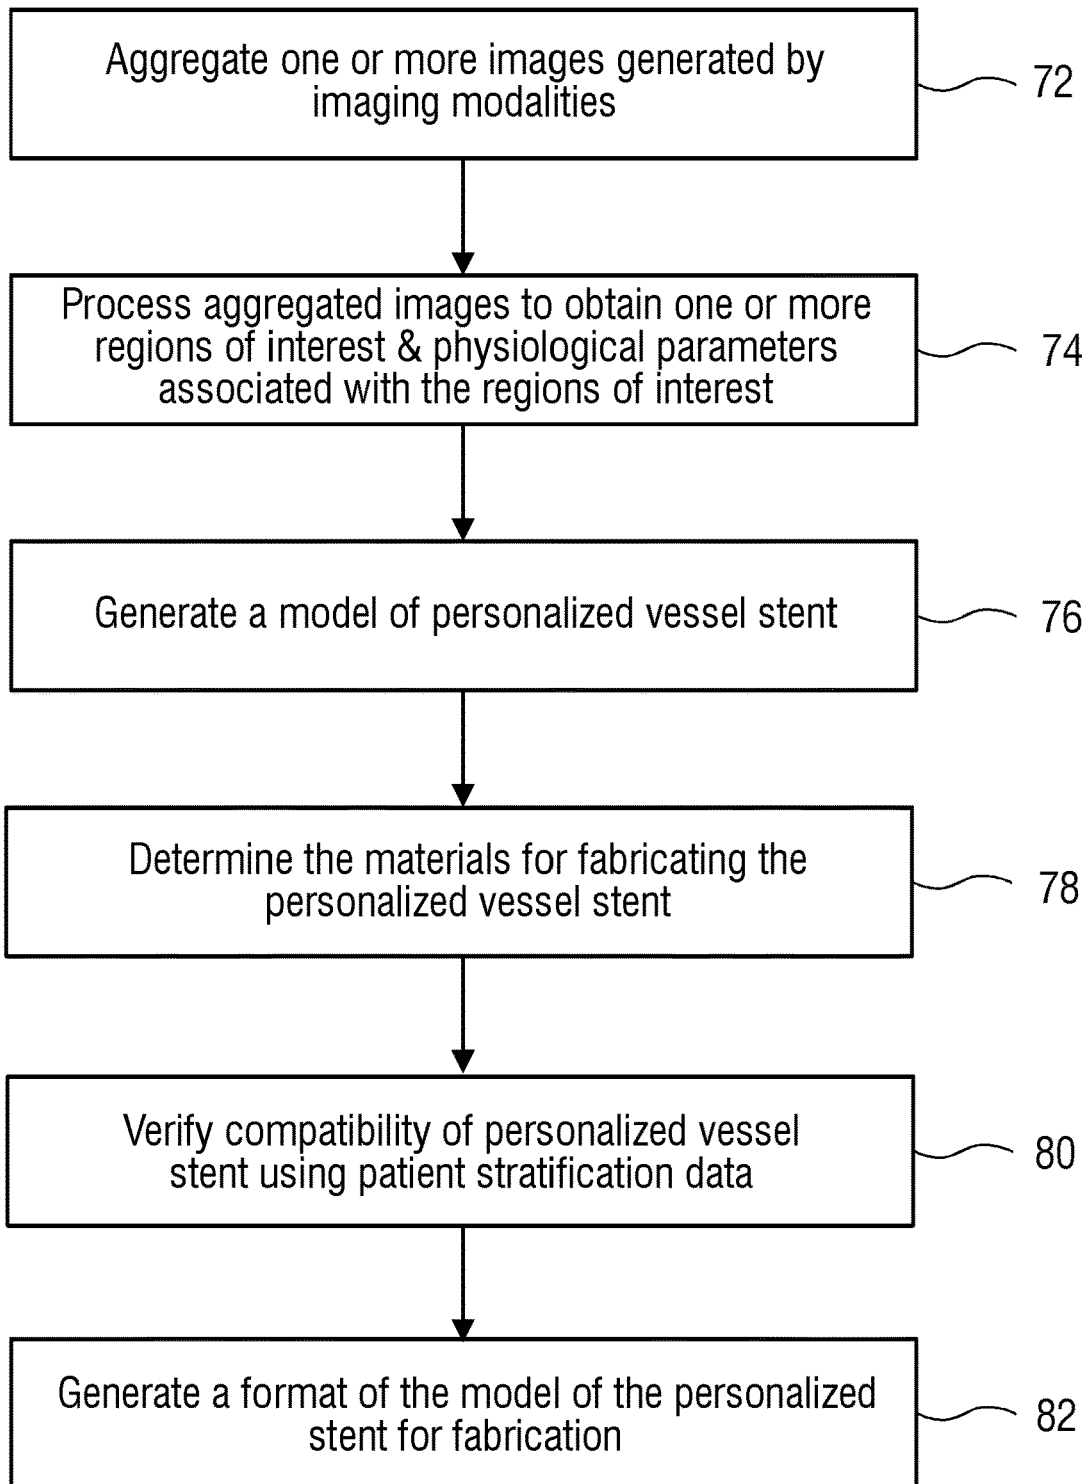 Aggregate one or more images generated by
imaging modalities
72
Process aggregated images to obtain one or more
regions of interest & physiological parameters
associated with the regions of interest
74
Generate a model of personalized vessel stent
76
Determine the materials for fabricating the
personalized vessel stent
78
Verify compatibility of personalized vessel
stent using patient stratification data
80
Generate a format of the model of the personalized
stent for fabrication
82